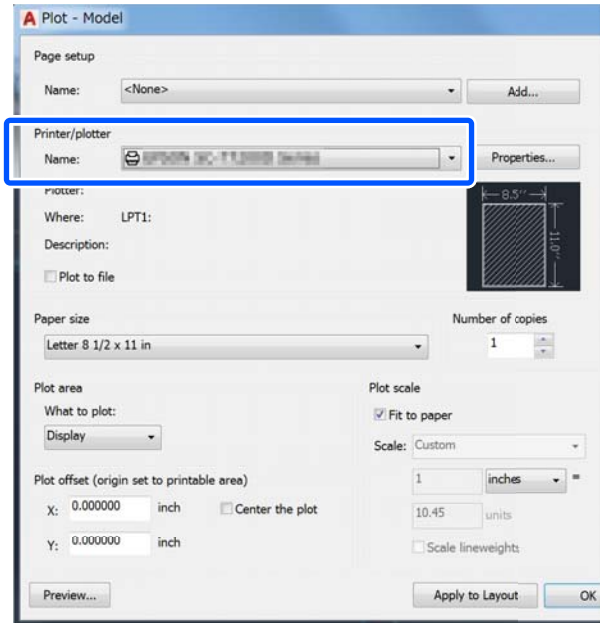 A Plot - Model
Page setup
Name: <None> Add...
Printer/plotter
Name: Properties...
Plotter:
Where: LPT1:
Description:
Plot to file
8.5''
11.0''
Paper size
Letter 8 1/2 x 11 in
Number of copies
1
Plot area
What to plot:
Display
Plot scale
Fit to paper
Scale: Custom
1 inches =
10.45 units
Scale lineweights
Plot offset (origin set to printable area)
X: 0.000000 inch Center the plot
Y: 0.000000 inch
Preview... Apply to Layout OK